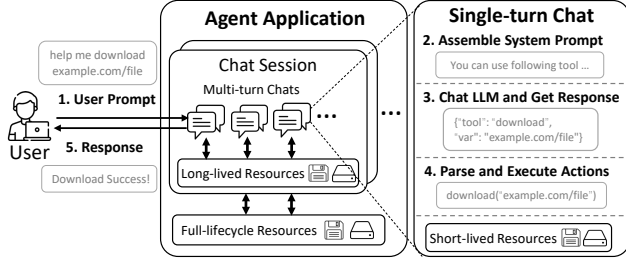 Agent Application
Single-turn Chat
help me download
example.com/file
1. User Prompt
User
5. Response
Download Success!
Chat Session
Multi-turn Chats
...
...
Long-lived Resources
Full-lifecycle Resources
2. Assemble System Prompt
You can use following tool ...
3. Chat LLM and Get Response
{"tool": "download",
"var": "example.com/file"}
4. Parse and Execute Actions
download("example.com/file")
Short-lived Resources